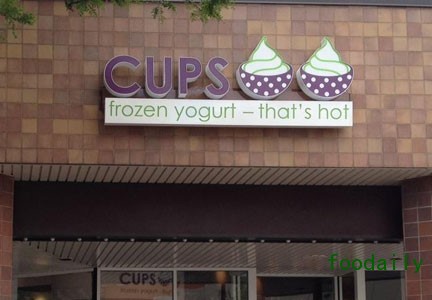 CUPS
frozen yogurt – that's hot
CUPS
foodaily